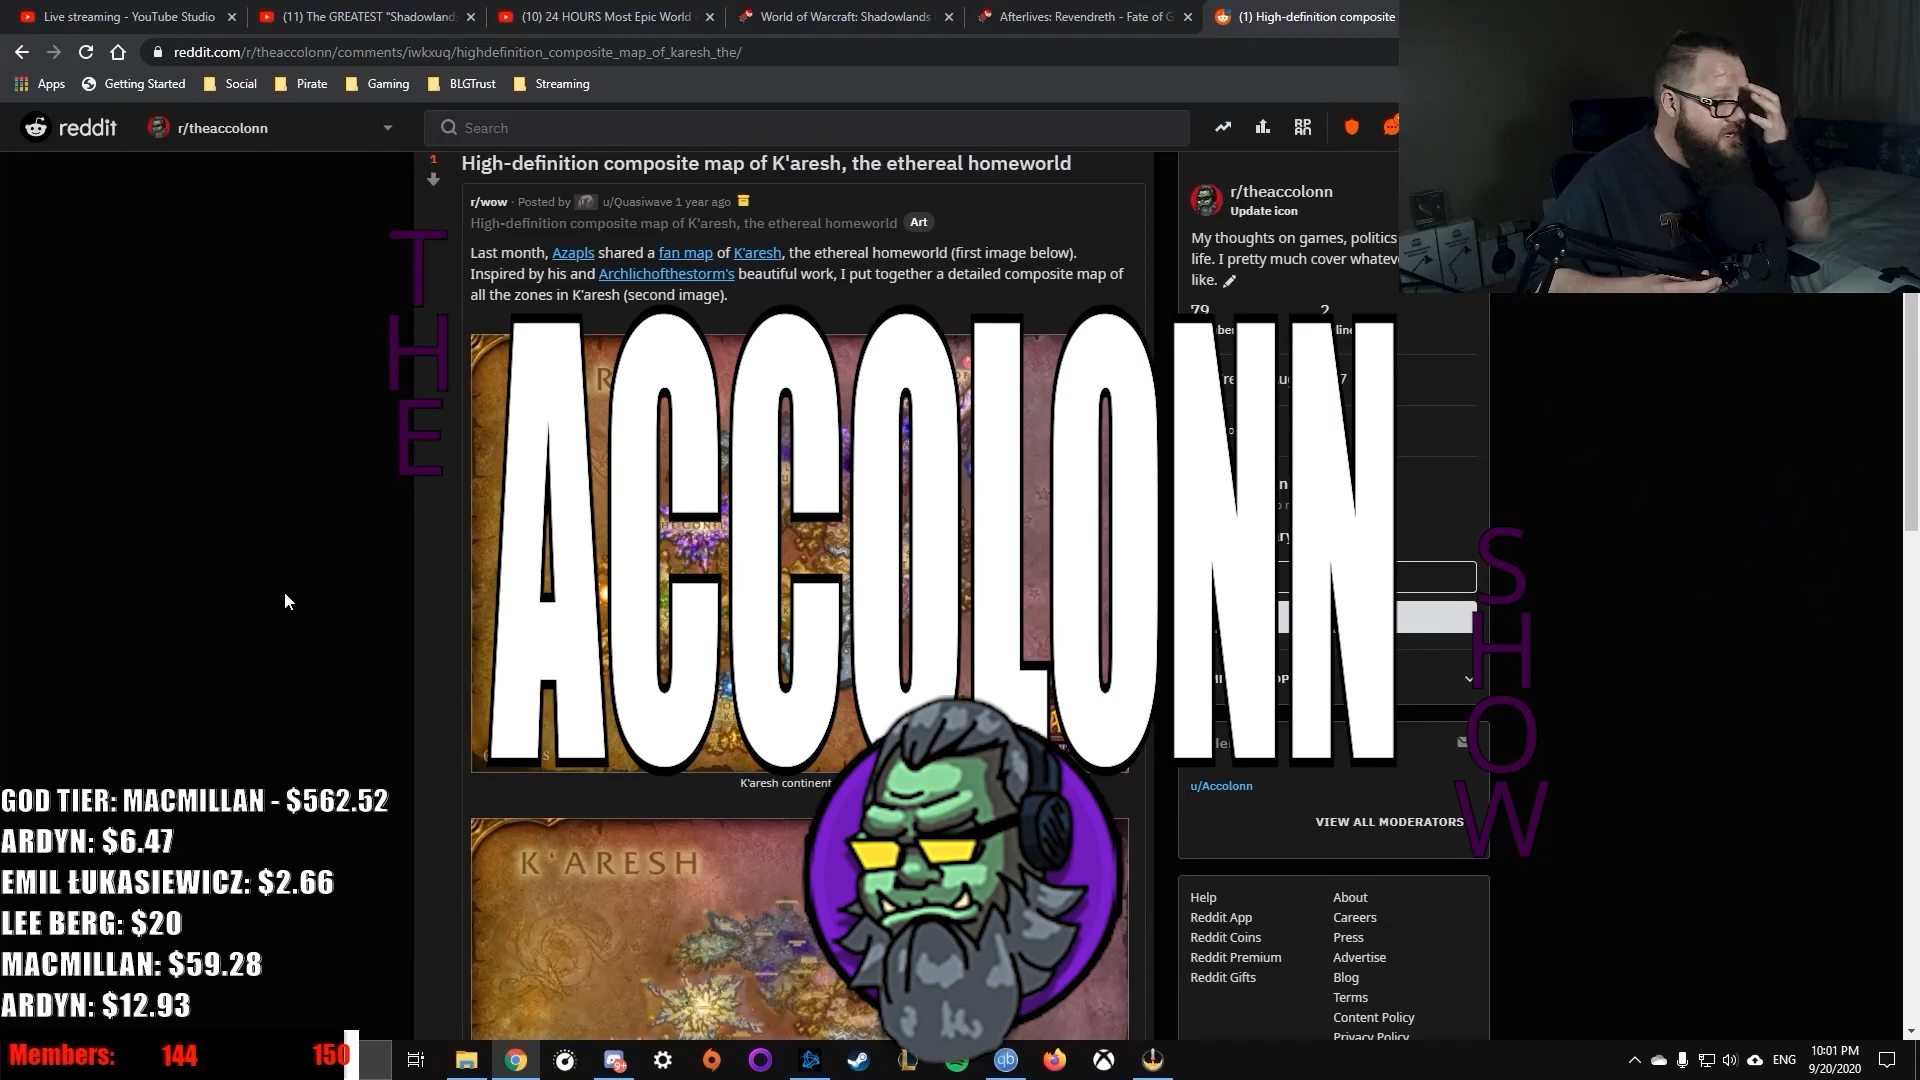 Live streaming - YouTube Studio
(11) The GREATEST "Shadowland
(10) 24 HOURS Most Epic World
World of Warcraft: Shadowlands
Afterlives: Revendreth - Fate of G
(1) High-definition composite
reddit.com/r/theaccolonn/comments/iwkxuq/highdefinition_composite_map_of_karesh_the/
Apps
Getting Started
Social
Pirate
Gaming
BLGTrust
Streaming
reddit
r/theaccolonn
Search
1
High-definition composite map of K'aresh, the ethereal homeworld
r/wow · Posted by u/Quasiwave 1 year ago
High-definition composite map of K'aresh, the ethereal homeworld Art
Last month, Azapls shared a fan map of K'aresh, the ethereal homeworld (first image below).
Inspired by his and Archlichofthestorm's beautiful work, I put together a detailed composite map of
all the zones in K'aresh (second image).
r/theaccolonn
Update icon
My thoughts on games, politics
life. I pretty much cover whatev
like.
79
2
THE
ACCOLONN
SHOW
K'aresh continent
K'ARESH
u/Accolonn
VIEW ALL MODERATORS
Help
About
Reddit App
Careers
Reddit Coins
Press
Reddit Premium
Advertise
Reddit Gifts
Blog
Terms
Content Policy
Privacy Policy
GOD TIER: MACMILLAN - $562.52
ARDYN: $6.47
EMIL ŁUKASIEWICZ: $2.66
LEE BERG: $20
MACMILLAN: $59.28
ARDYN: $12.93
Members: 144 150
ENG
10:01 PM
9/20/2020